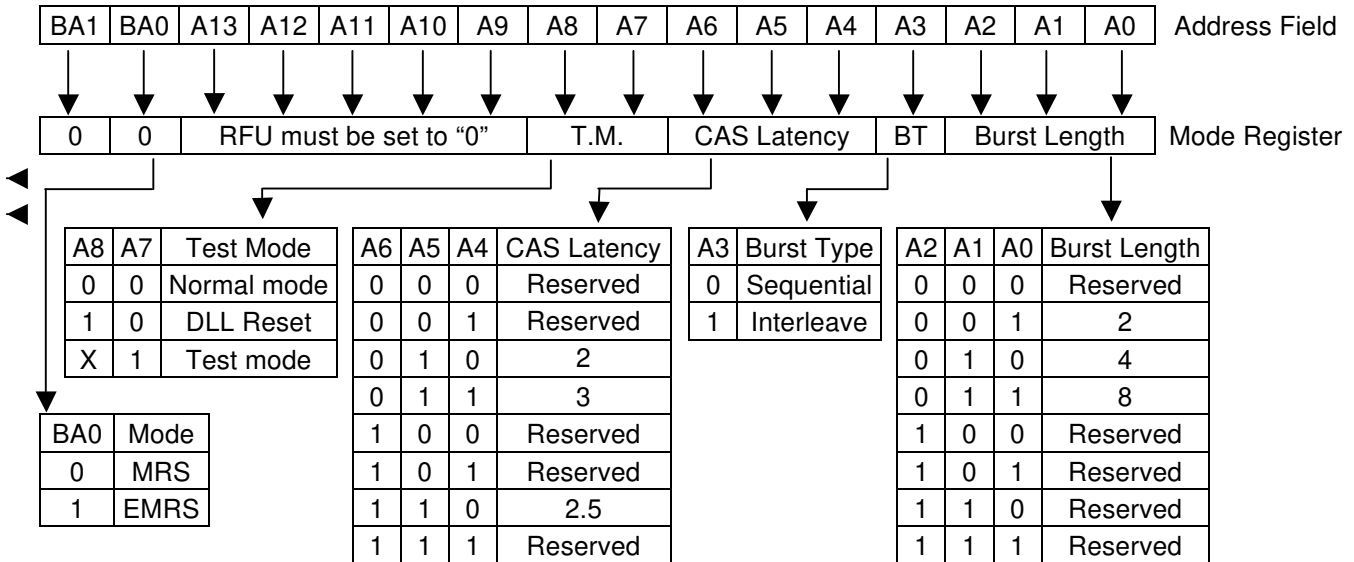 BA1 BA0 A13 A12 A11 A10 A9 A8 A7 A6 A5 A4 A3 A2 A1 A0 Address Field
0 0 RFU must be set to “0” T.M. CAS Latency BT Burst Length Mode Register
A8 A7 Test Mode
0 0 Normal mode
1 0 DLL Reset
X 1 Test mode
BA0 Mode
0 MRS
1 EMRS
A6 A5 A4 CAS Latency
0 0 0 Reserved
0 0 1 Reserved
0 1 0 2
0 1 1 3
1 0 0 Reserved
1 0 1 Reserved
1 1 0 2.5
1 1 1 Reserved
A3 Burst Type
0 Sequential
1 Interleave
A2 A1 A0 Burst Length
0 0 0 Reserved
0 0 1 2
0 1 0 4
0 1 1 8
1 0 0 Reserved
1 0 1 Reserved
1 1 0 Reserved
1 1 1 Reserved